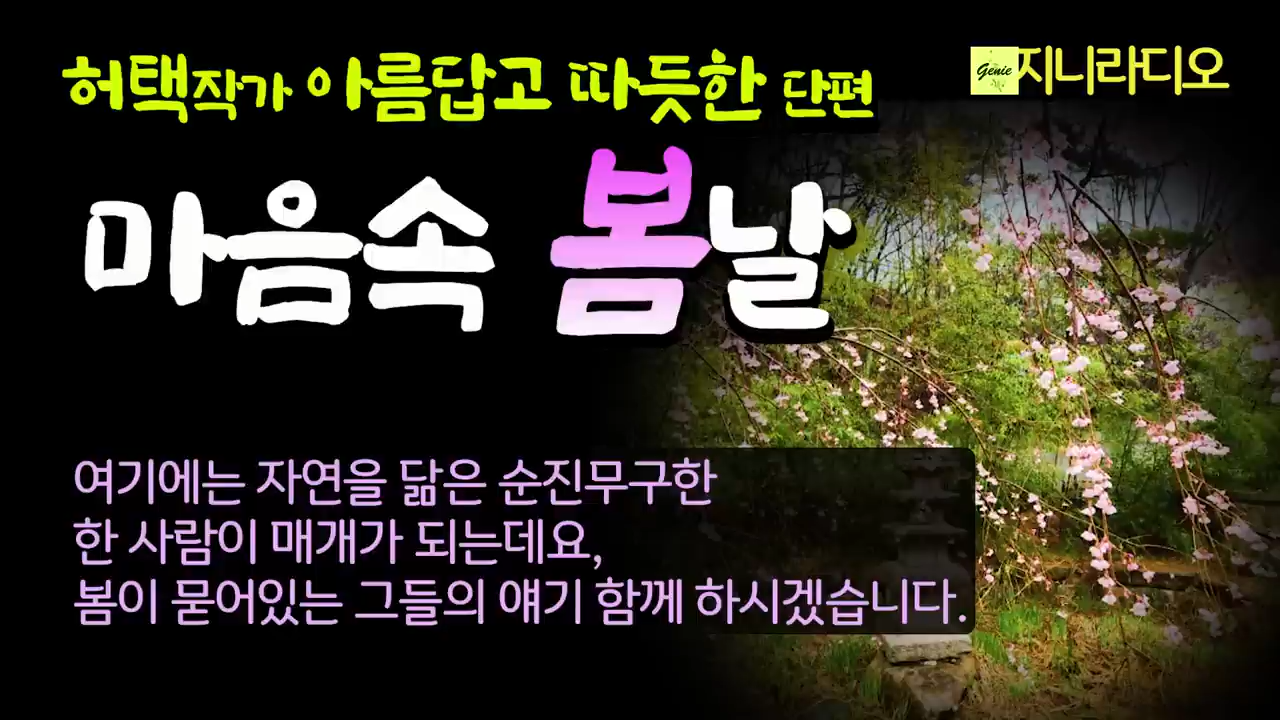 허택작가 아름답고 따듯한 단편
Genie 지니라디오
마음속 봄날
여기에는 자연을 닮은 순진무구한
한 사람이 매개가 되는데요,
봄이 묻어있는 그들의 얘기 함께 하시겠습니다.